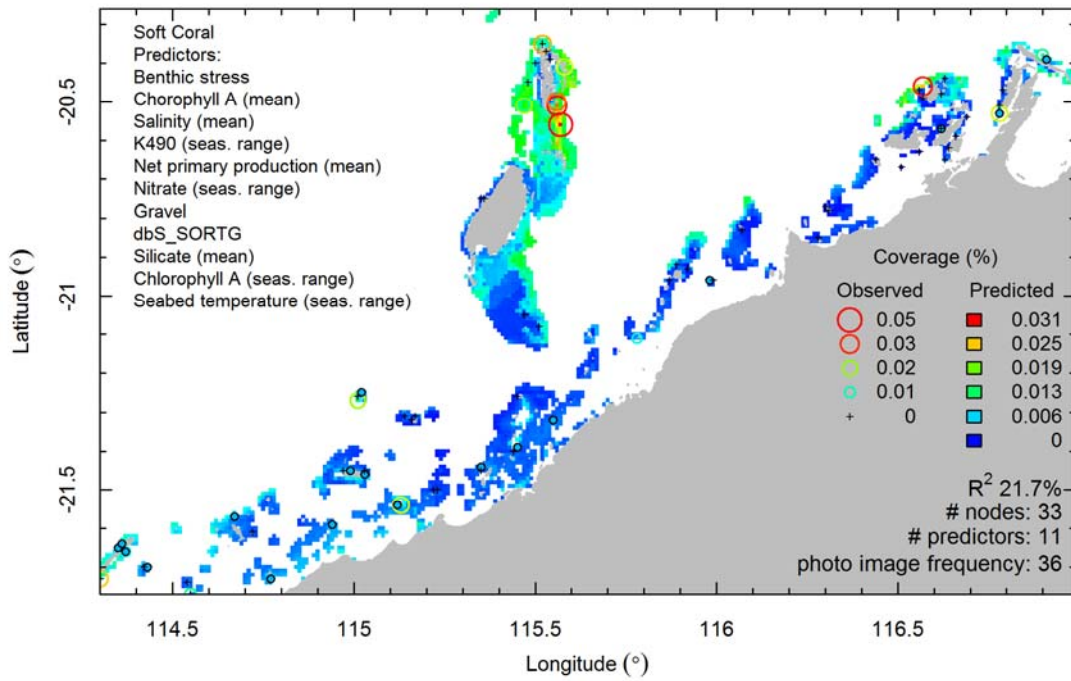 Soft Coral
Predictors:
Benthic stress
Chorophyll A (mean)
Salinity (mean)
K490 (seas. range)
Net primary production (mean)
Nitrate (seas. range)
Gravel
dbS_SORTG
Silicate (mean)
Chlorophyll A (seas. range)
Seabed temperature (seas. range)
Latitude (°)
-20.5
-21
-21.5
Coverage (%)
Observed Predicted
0.05 0.031
0.03 0.025
0.02 0.019
0.01 0.013
0 0.006
0
R² 21.7%
# nodes: 33
# predictors: 11
photo image frequency: 36
114.5 115 115.5 116 116.5
Longitude (°)